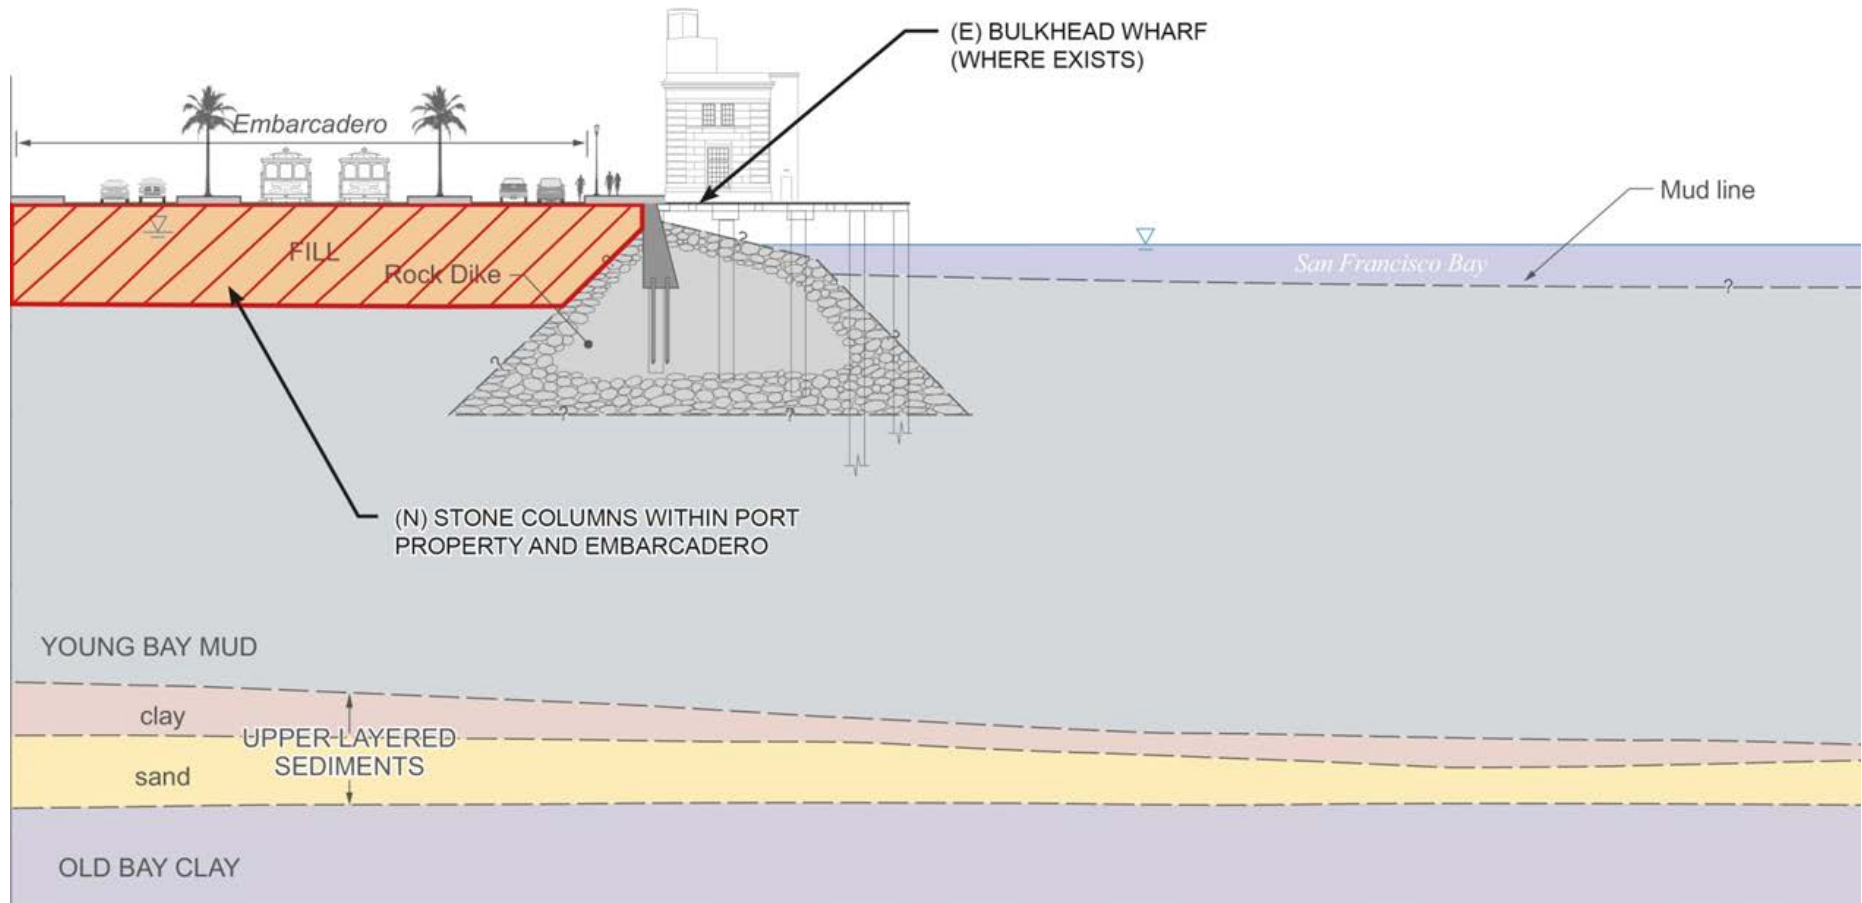 (E) BULKHEAD WHARF
(WHERE EXISTS)
Embarcadero
Mud line
FILL
Rock Dike
San Francisco Bay
?
?
?
?
?
?
?
?
(N) STONE COLUMNS WITHIN PORT
PROPERTY AND EMBARCADERO
YOUNG BAY MUD
clay
UPPER LAYERED
SEDIMENTS
sand
OLD BAY CLAY